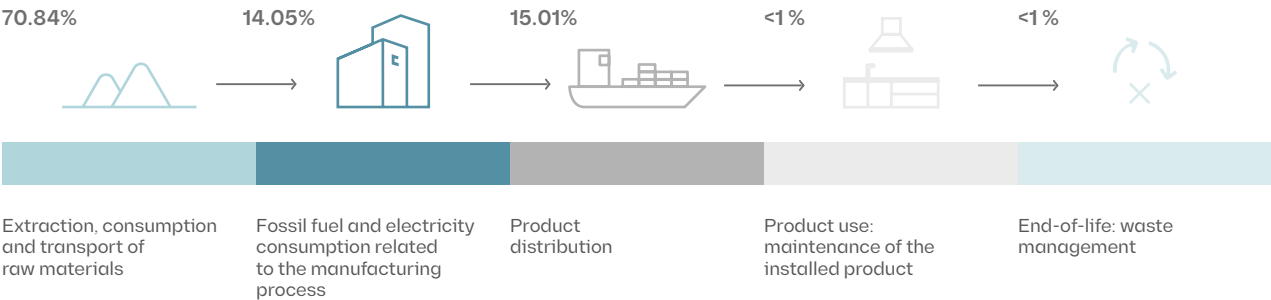 70.84%
14.05%
15.01%
<1 %
<1 %
Extraction, consumption
and transport of
raw materials
Fossil fuel and electricity
consumption related
to the manufacturing
process
Product
distribution
Product use:
maintenance of the
installed product
End-of-life: waste
management